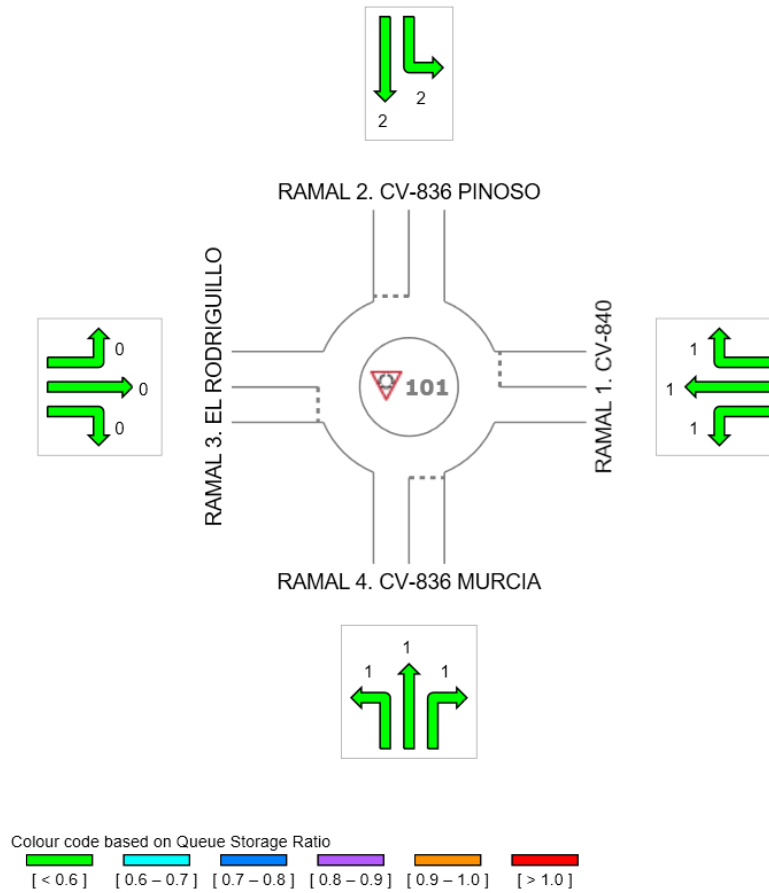 2
2
RAMAL 2. CV-836 PINOSO
RAMAL 3. EL RODRIGUILLO
0
0
0
101
RAMAL 1. CV-840
1
1
1
RAMAL 4. CV-836 MURCIA
1
1
1
Colour code based on Queue Storage Ratio
[ < 0.6 ] [ 0.6 – 0.7 ] [ 0.7 – 0.8 ] [ 0.8 – 0.9 ] [ 0.9 – 1.0 ] [ > 1.0 ]